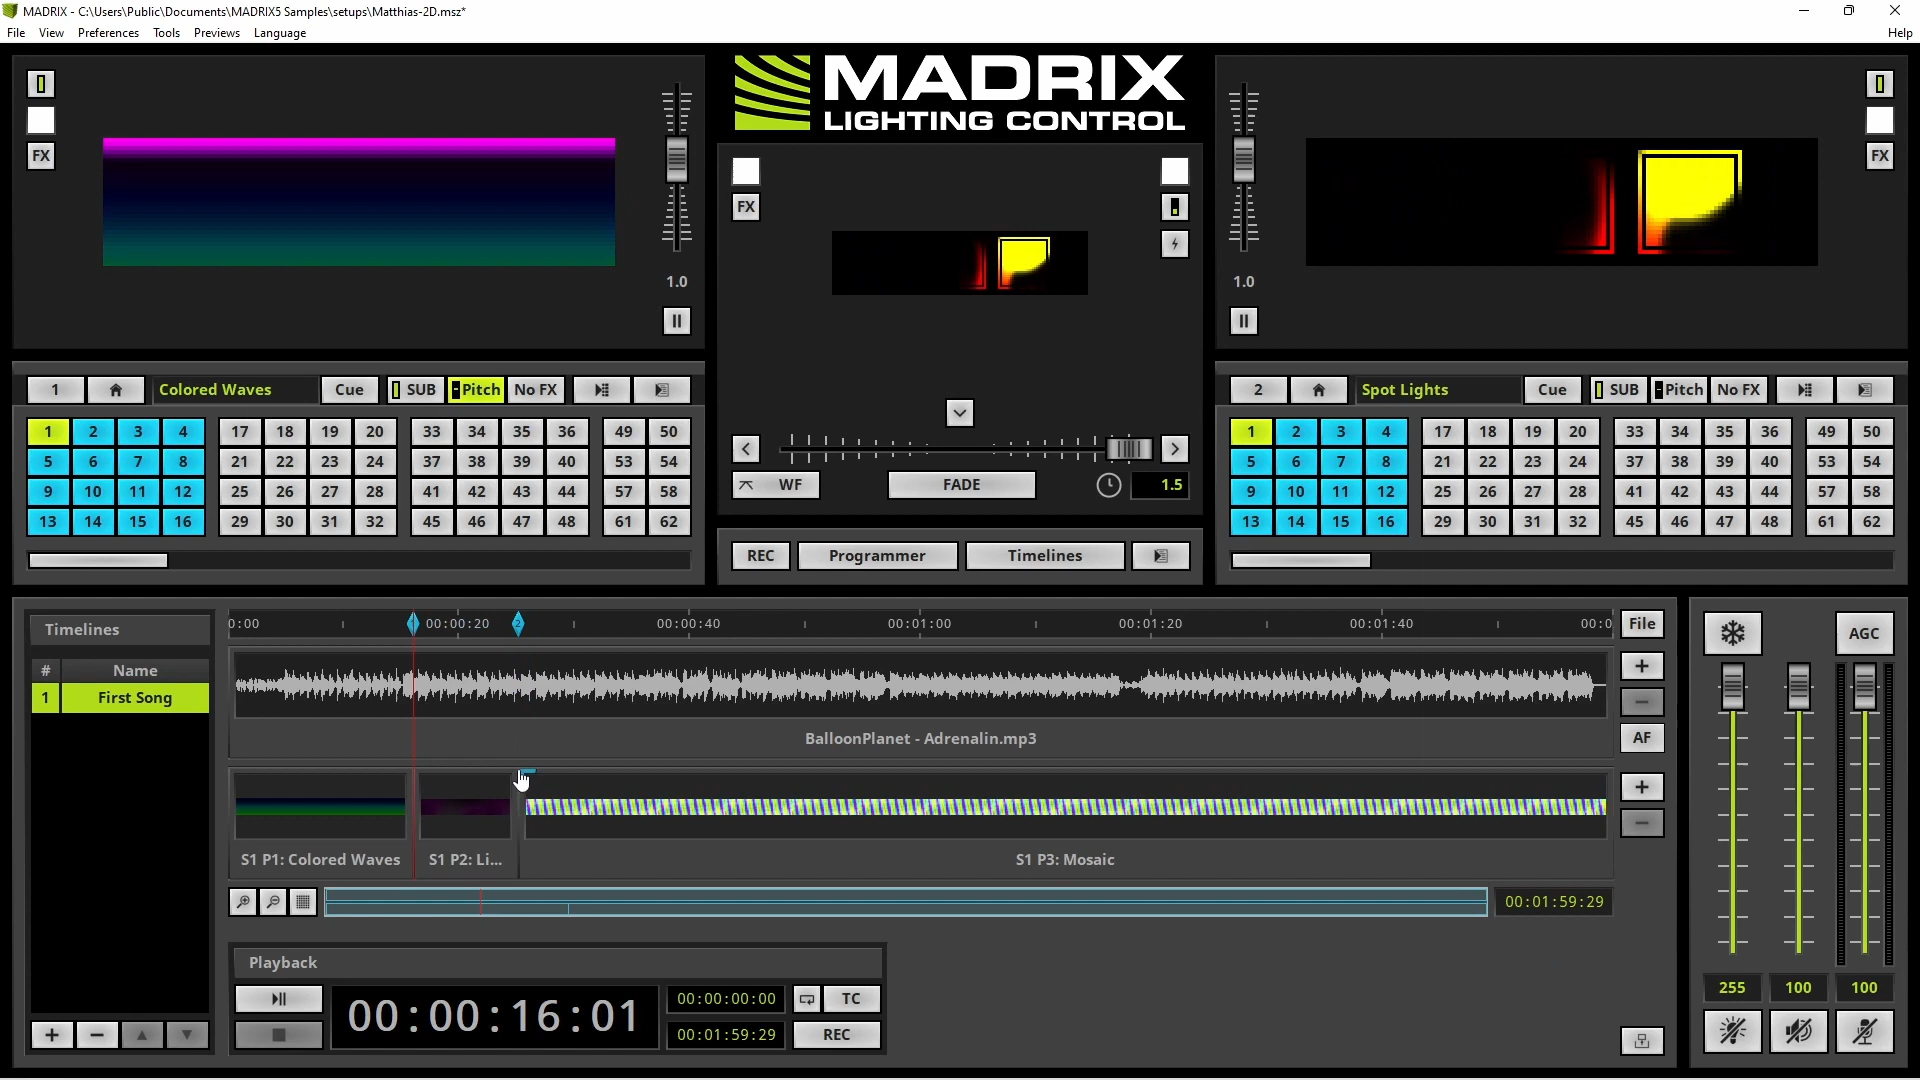 MADRIX - C:\Users\Public\Documents\MADRIX5 Samples\setups\Matthias-2D.msz*
File View Preferences Tools Previews Language Help
MADRIX
LIGHTING CONTROL
FX
FX
FX
1.0
1.0
1 Colored Waves Cue SUB Pitch No FX
1 2 3 4 17 18 19 20 33 34 35 36 49 50
5 6 7 8 21 22 23 24 37 38 39 40 53 54
9 10 11 12 25 26 27 28 41 42 43 44 57 58
13 14 15 16 29 30 31 32 45 46 47 48 61 62
WF FADE 1.5
REC Programmer Timelines
2 Spot Lights Cue SUB Pitch No FX
1 2 3 4 17 18 19 20 33 34 35 36 49 50
5 6 7 8 21 22 23 24 37 38 39 40 53 54
9 10 11 12 25 26 27 28 41 42 43 44 57 58
13 14 15 16 29 30 31 32 45 46 47 48 61 62
Timelines
# Name
1 First Song
0:00 1 00:00:20 2 00:00:40 00:01:00 00:01:20 00:01:40 00:0
File
BalloonPlanet - Adrenalin.mp3
AF
S1 P1: Colored Waves S1 P2: Li... S1 P3: Mosaic
00:01:59:29
Playback
00:00:16:01
00:00:00:00 TC
00:01:59:29 REC
AGC
255 100 100